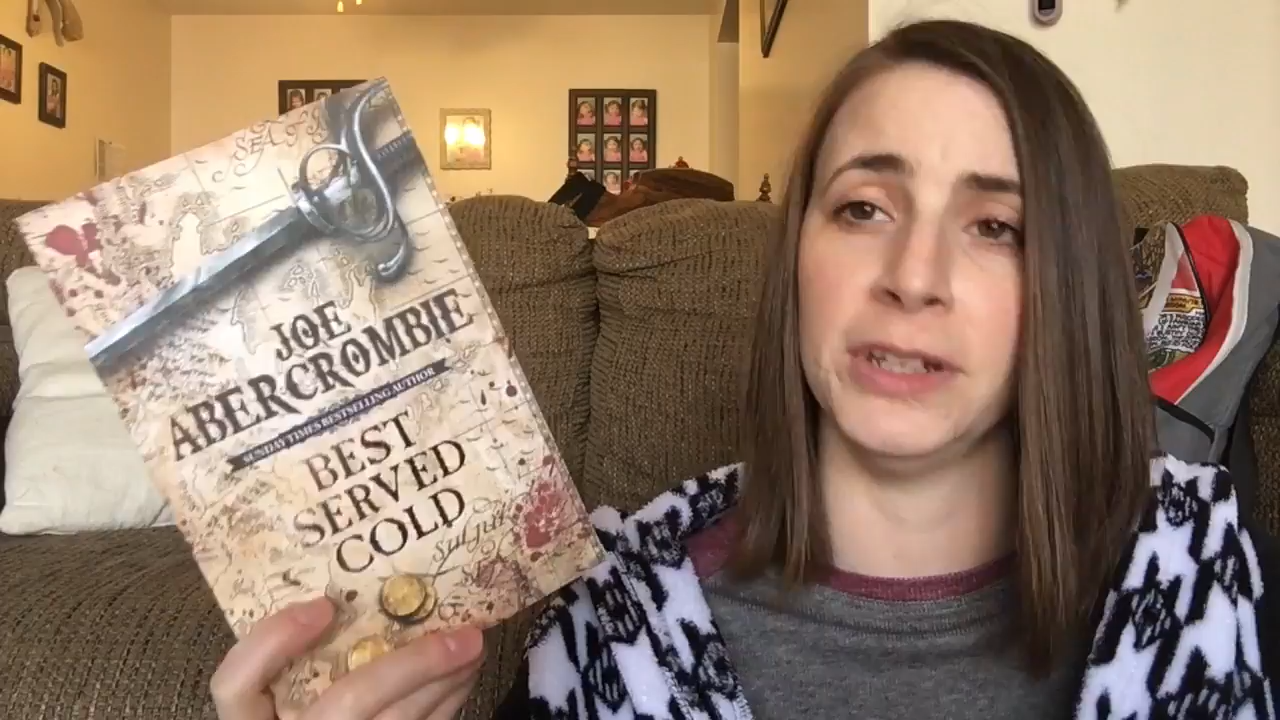 JOE
ABERCROMBIE
SUNDAY TIMES BESTSELLING AUTHOR
BEST
SERVED
COLD